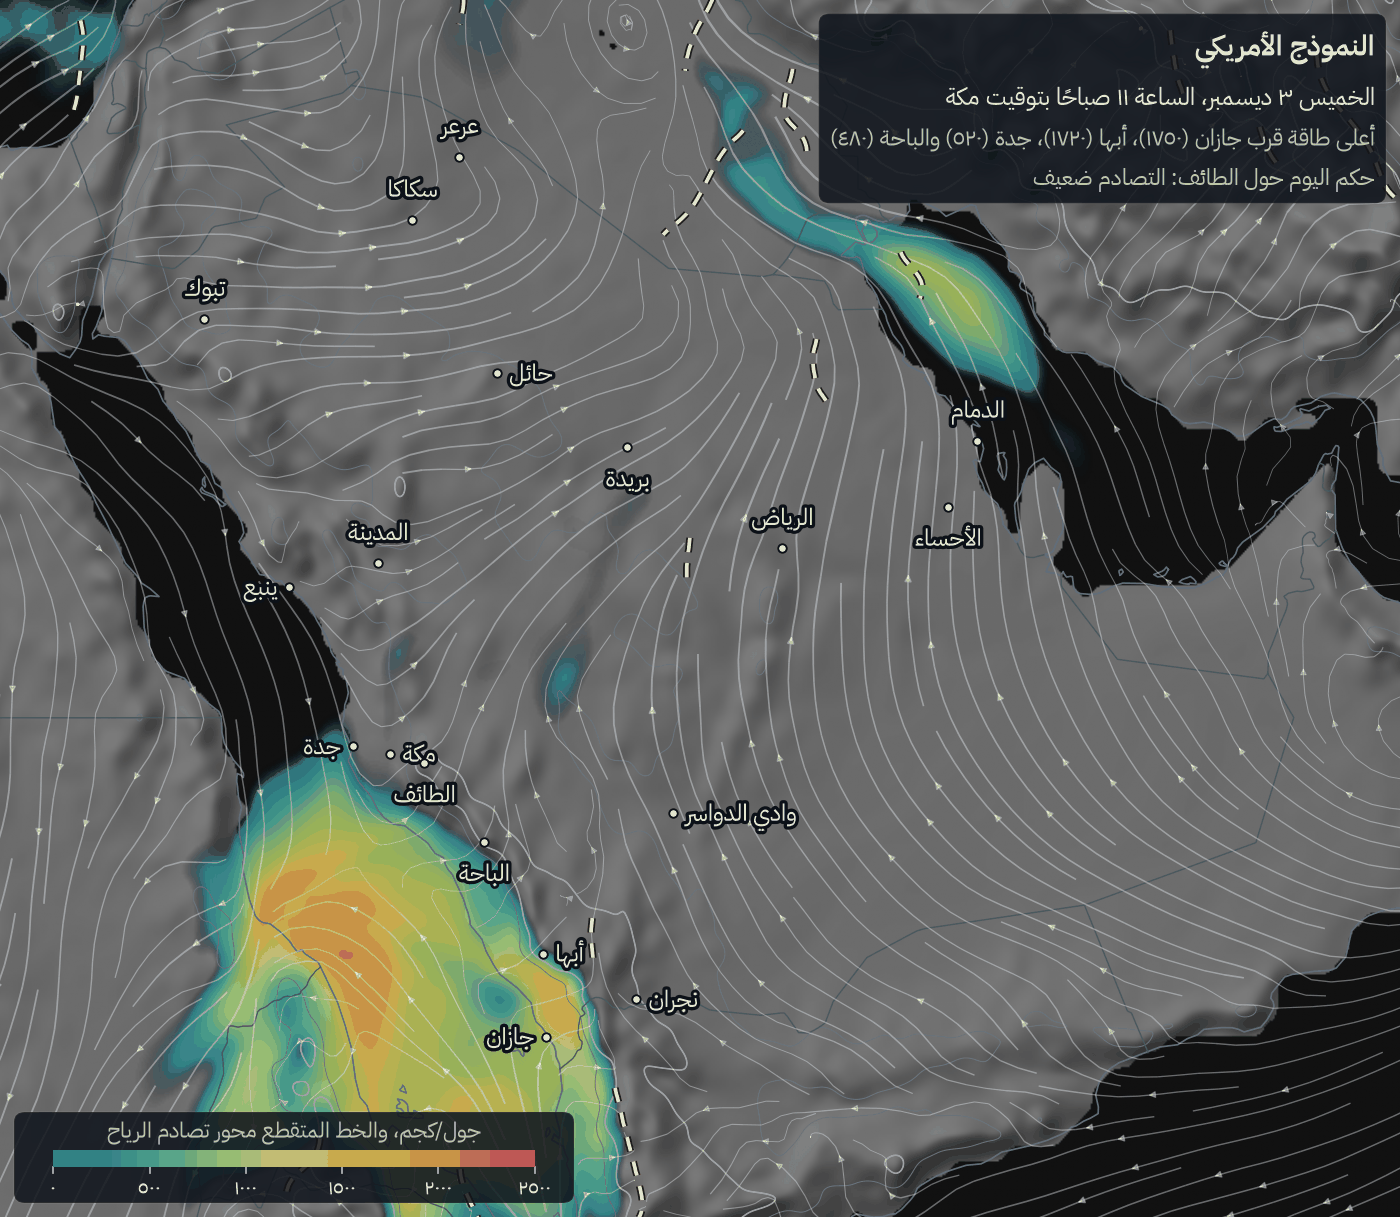 النموذج الأمريكي
الخميس ٣ ديسمبر، الساعة ١١ صباحًا بتوقيت مكة
أعلى طاقة قرب جازان (١٧٥٠)، أبها (١٧٢٠)، جدة (٥٢٠) والباحة (٤٨٠)
حكم اليوم حول الطائف: التصادم ضعيف
عرعر
سكاكا
تبوك
حائل
الدمام
بريدة
الرياض
الأحساء
المدينة
ينبع
جدة
مكة
الطائف
وادي الدواسر
الباحة
أبها
نجران
جازان
جول/كجم، والخط المتقطع محور تصادم الرياح
٠ ٥٠٠ ١٠٠٠ ١٥٠٠ ٢٠٠٠ ٢٥٠٠